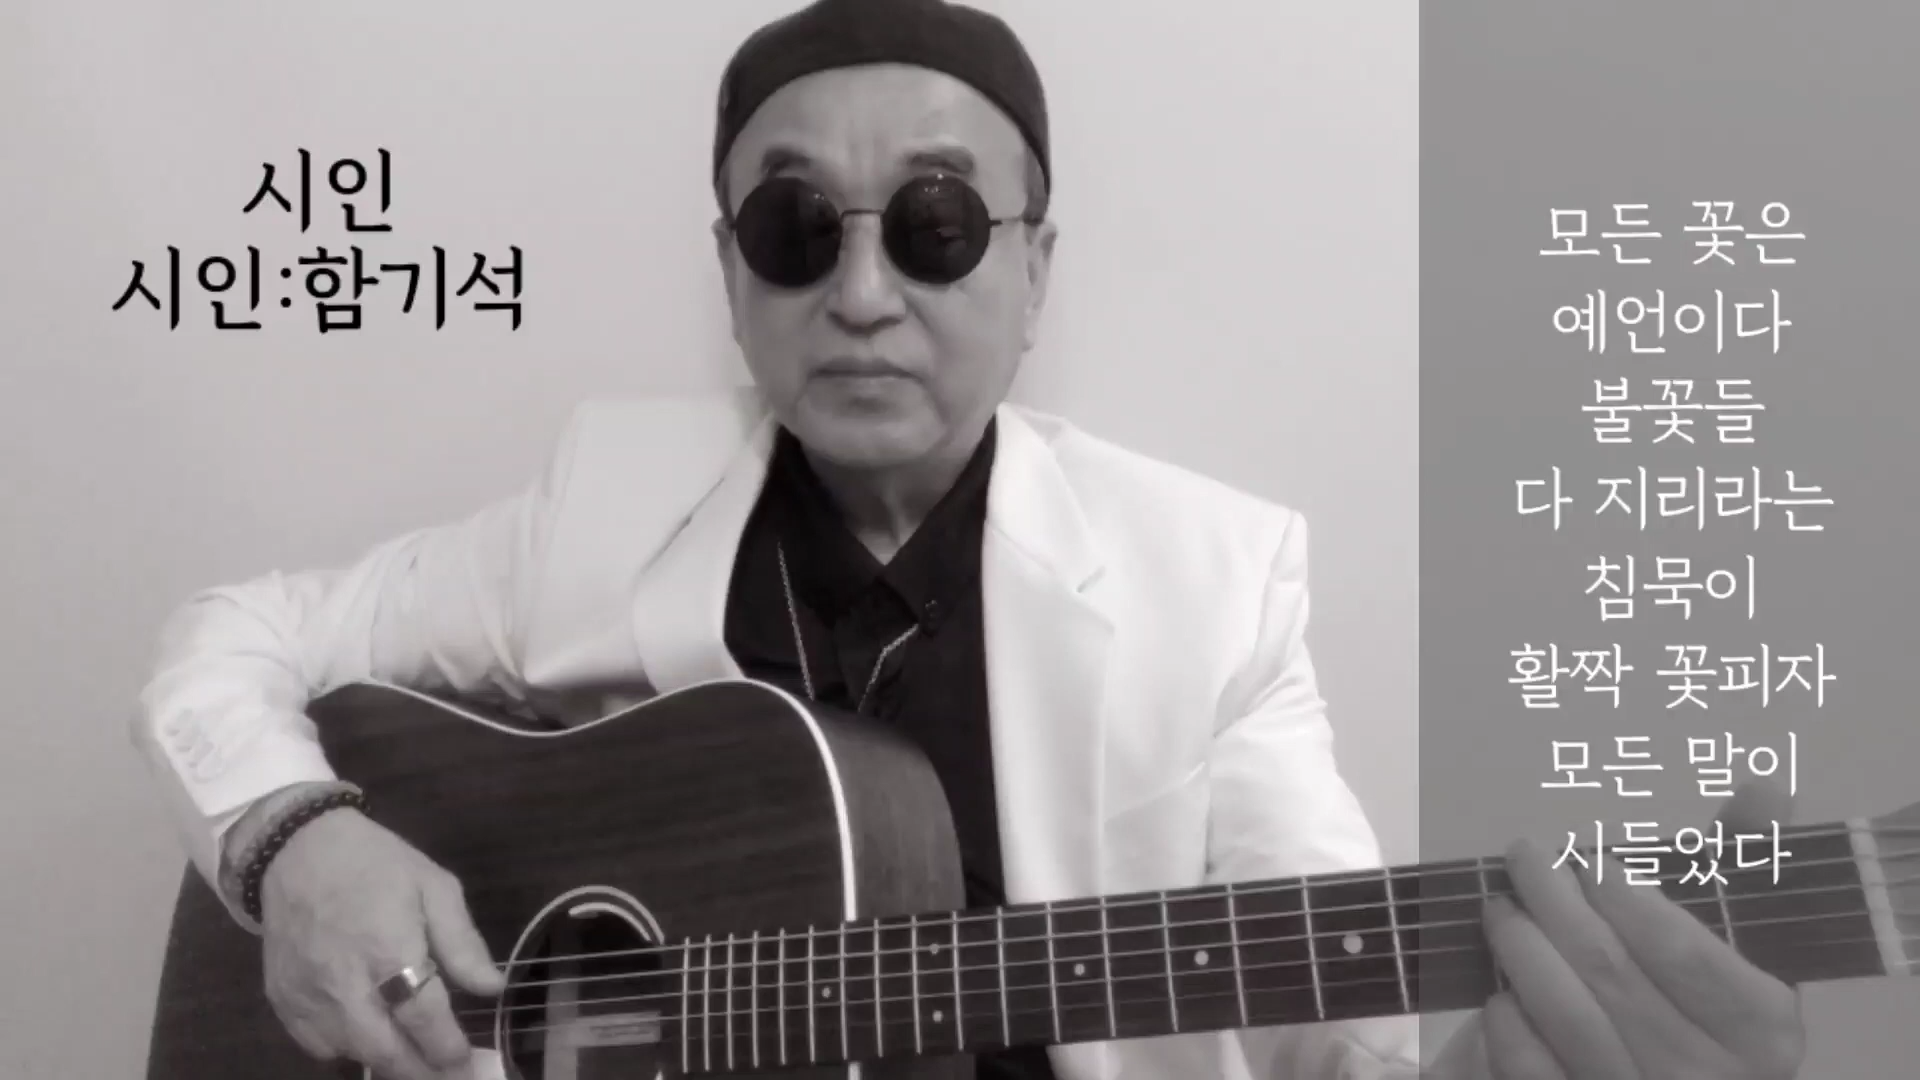 시인
시인:함기석
모든 꽃은
예언이다
불꽃들
다 지리라는
침묵이
활짝 꽃피자
모든 말이
시들었다